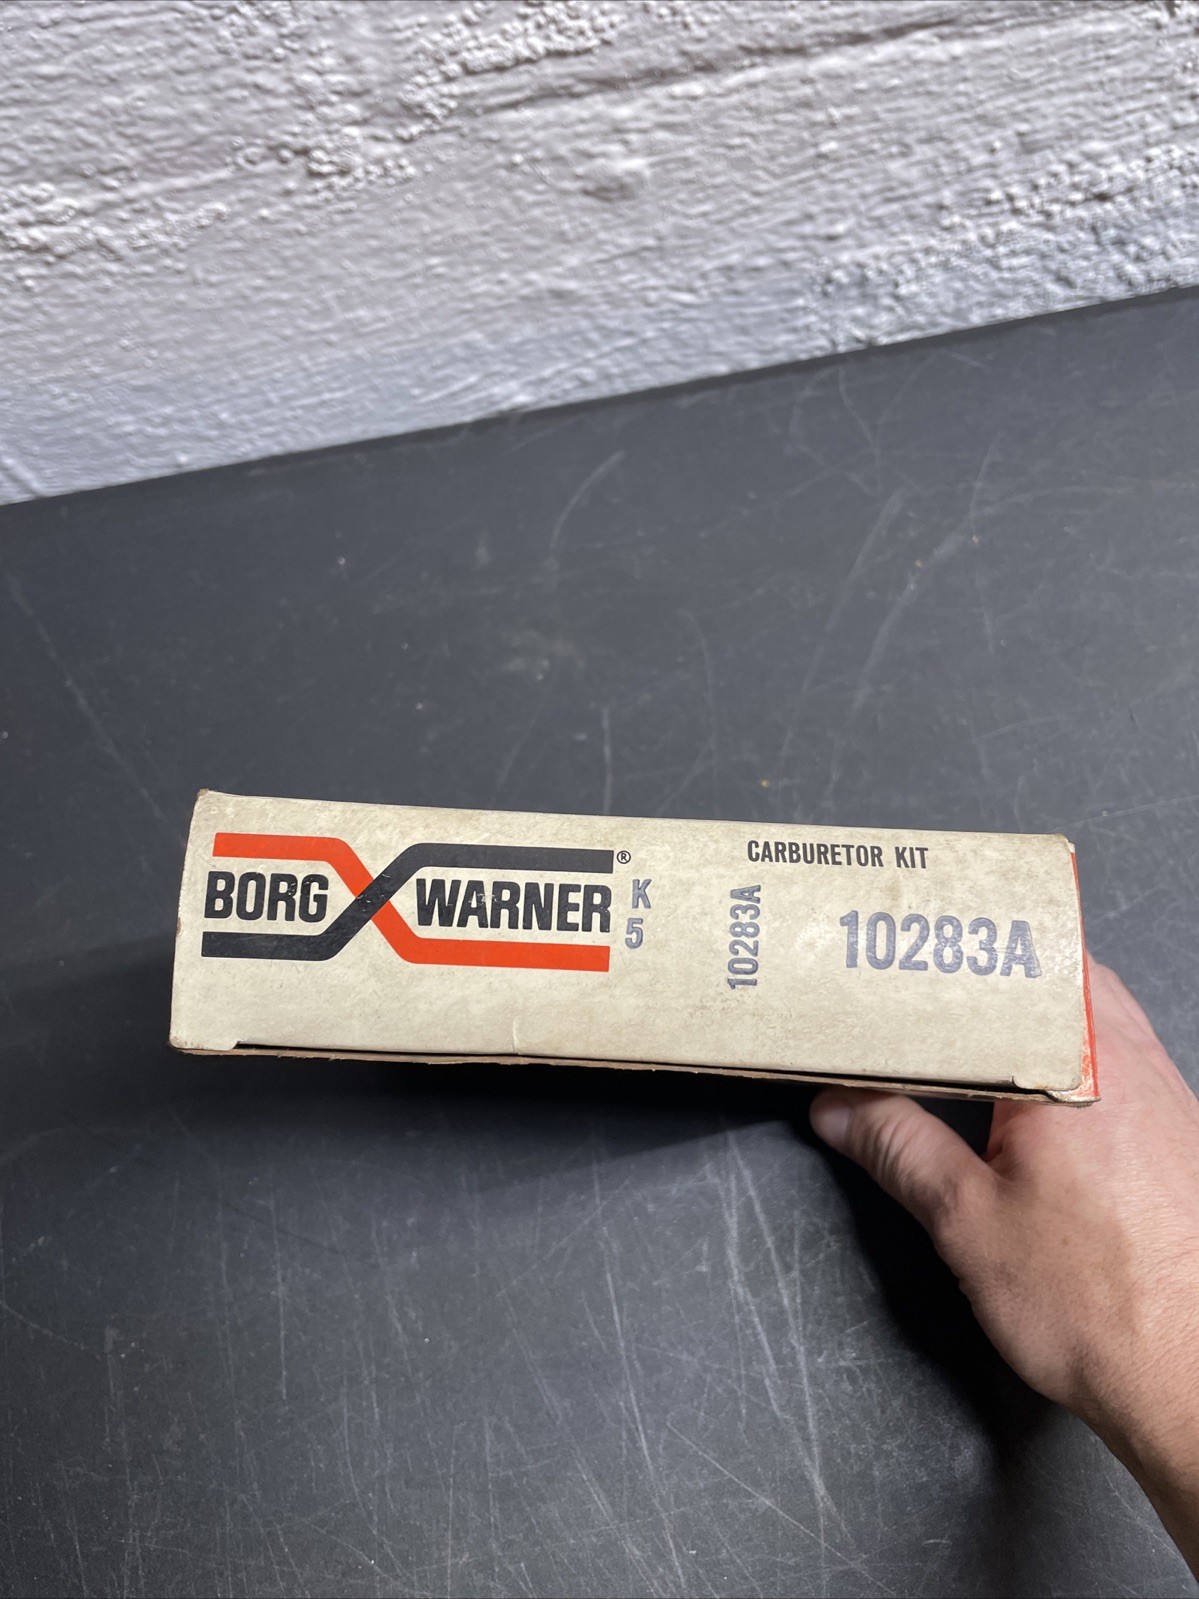 BORG WARNER®
K
5
CARBURETOR KIT
10283A
10283A